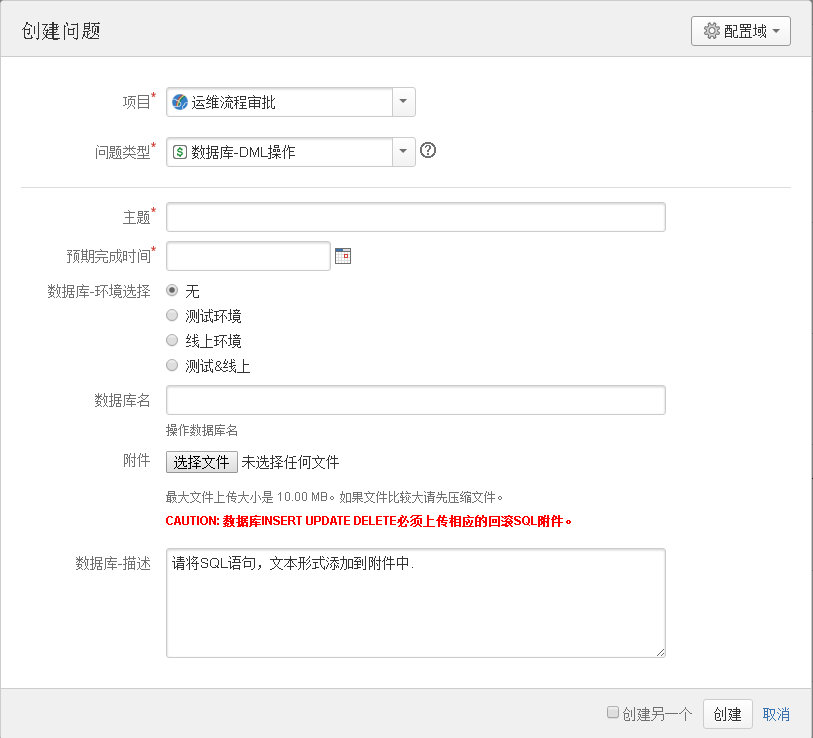 创建问题
配置域
项目*
运维流程审批
问题类型*
数据库-DML操作
主题*
预期完成时间*
数据库-环境选择
无
测试环境
线上环境
测试&线上
数据库名
操作数据库名
附件
选择文件 未选择任何文件
最大文件上传大小是 10.00 MB。如果文件比较大请先压缩文件。
CAUTION: 数据库INSERT UPDATE DELETE必须上传相应的回滚SQL附件。
数据库-描述
请将SQL语句，文本形式添加到附件中.
创建另一个
创建
取消